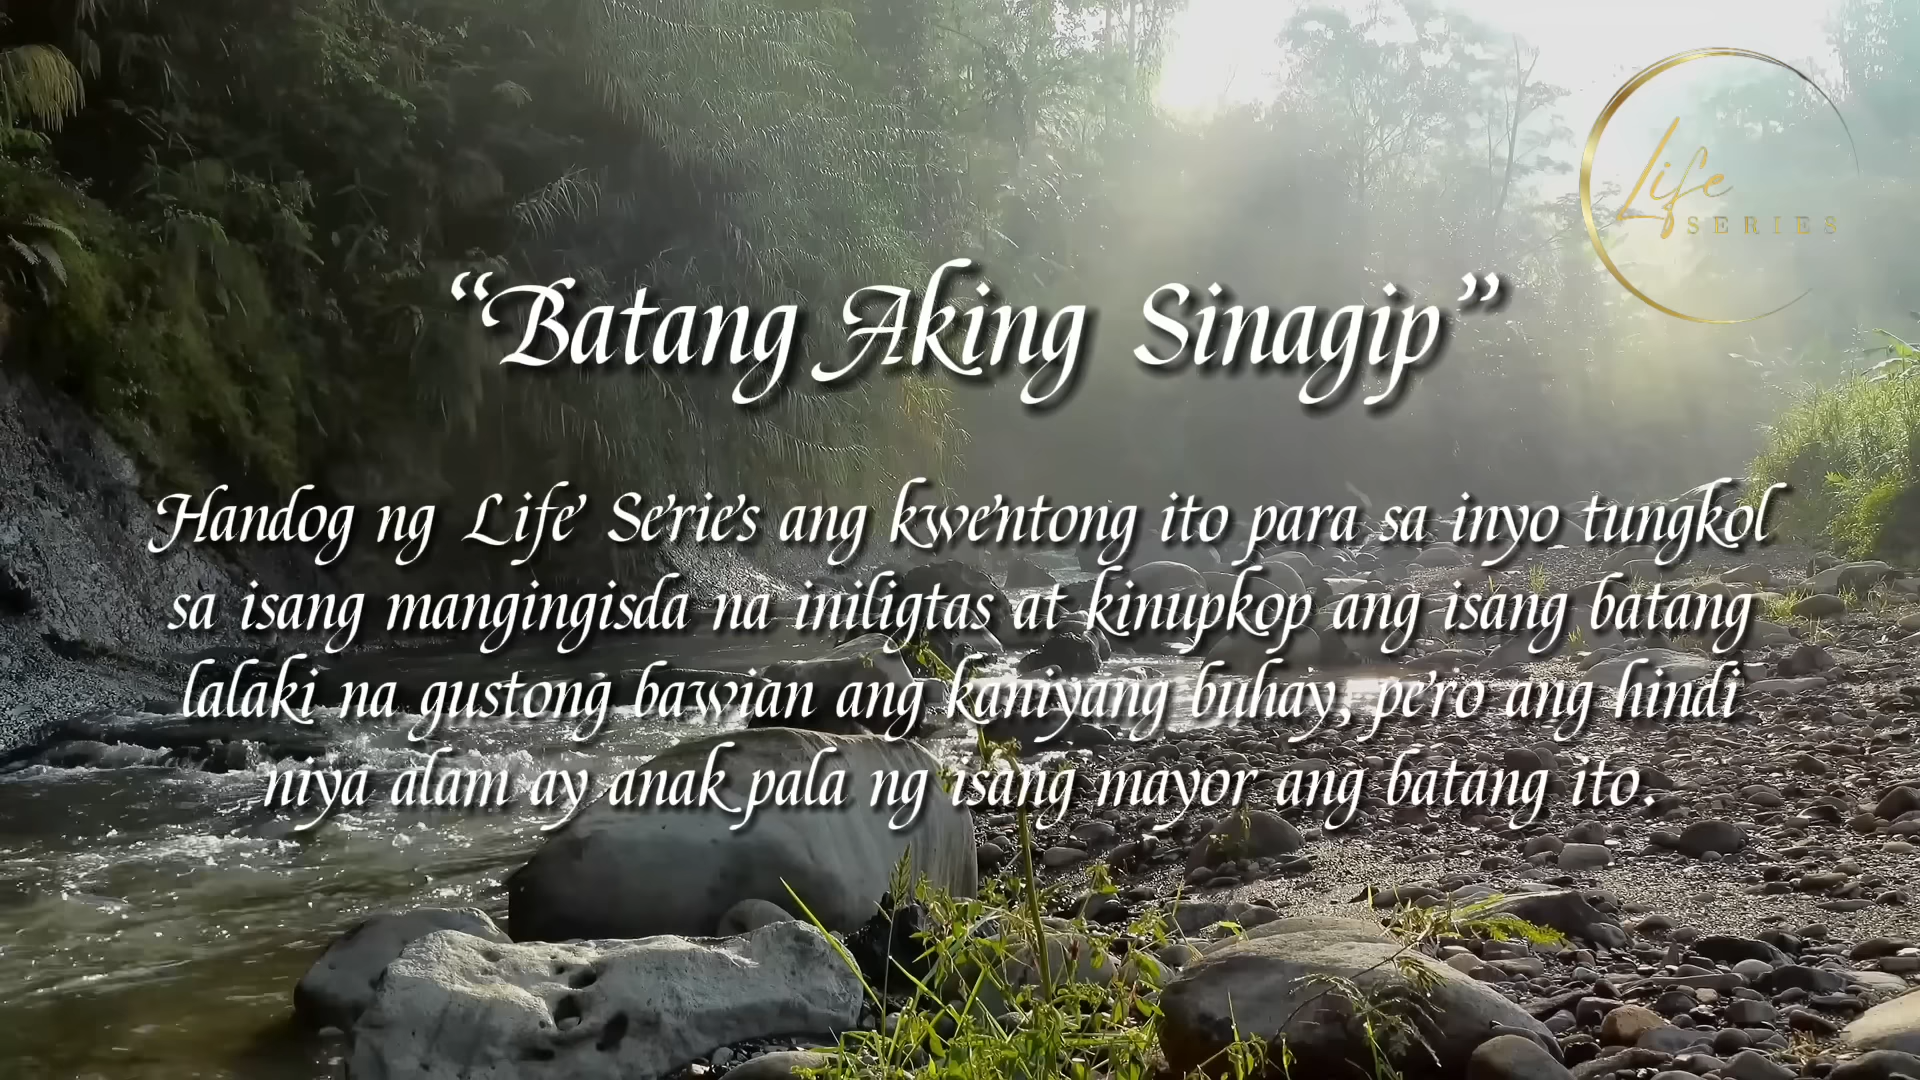 Life
SERIES
“Batang Aking Sinagip”
Handog ng Life Series ang kwentong ito para sa inyo tungkol
sa isang mangingisda na iniligtas at kinupkop ang isang batang
lalaki na gustong bawian ang kaniyang buhay, pero ang hindi
niya alam ay anak pala ng isang mayor ang batang ito.